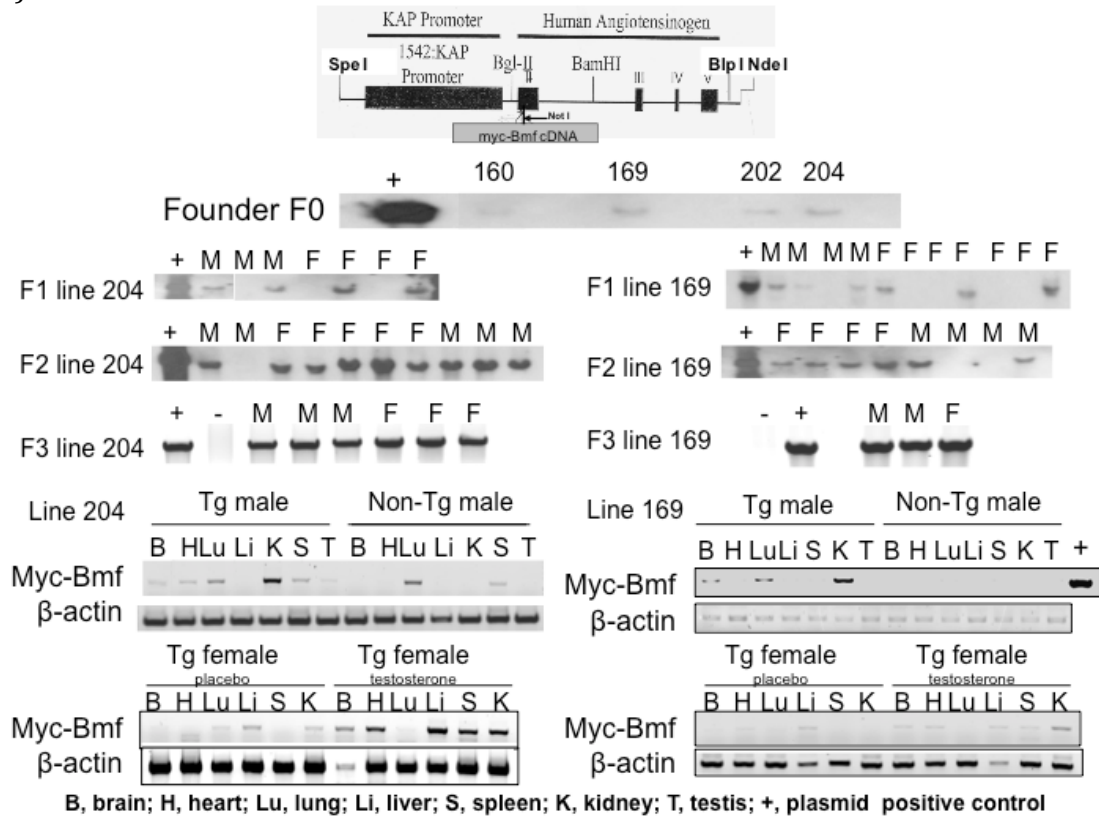 KAP Promoter Human Angiotensinogen
1542:KAP
Promoter
SpeI Bgl-II BamHI BlpI NdeI
II III IV V
Not I
myc-Bmf cDNA
+ 160 169 202 204
Founder F0
+ M M M F F F F
F1 line 204
+ M M M M F F F F F F
F1 line 169
+ M M F F F F F M M M
F2 line 204
+ F F F F M M M M
F2 line 169
+ - M M M F F F
F3 line 204
- + M M F
F3 line 169
Line 204
Tg male Non-Tg male
B H Lu Li K S T B H Lu Li K S T
Myc-Bmf
β-actin
Line 169
Tg male Non-Tg male
B H Lu Li S K T B H Lu Li S K T +
Myc-Bmf
β-actin
Tg female Tg female
placebo testosterone
B H Lu Li S K B H Lu Li S K
Myc-Bmf
β-actin
Tg female Tg female
placebo testosterone
B H Lu Li S K B H Lu Li S K
Myc-Bmf
β-actin
B, brain; H, heart; Lu, lung; Li, liver; S, spleen; K, kidney; T, testis; +, plasmid positive control